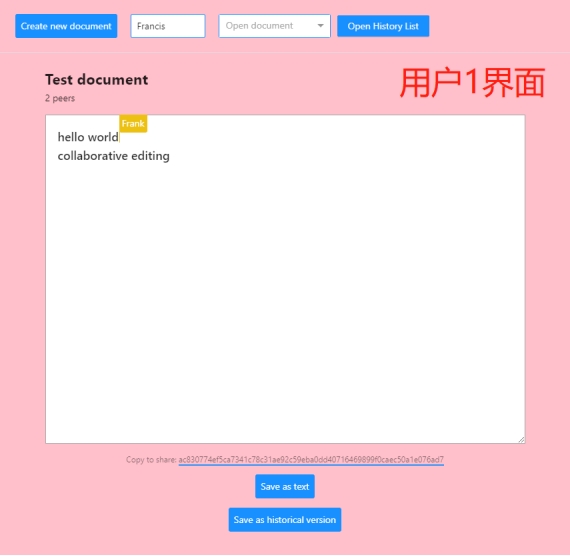 Create new document
Francis
Open document
Open History List
Test document
2 peers
用户1界面
Frank
hello world
collaborative editing
Copy to share: ac830774ef5ca7341c78c31ae92c59eba0dd40716469899f0caec50a1e076ad7
Save as text
Save as historical version